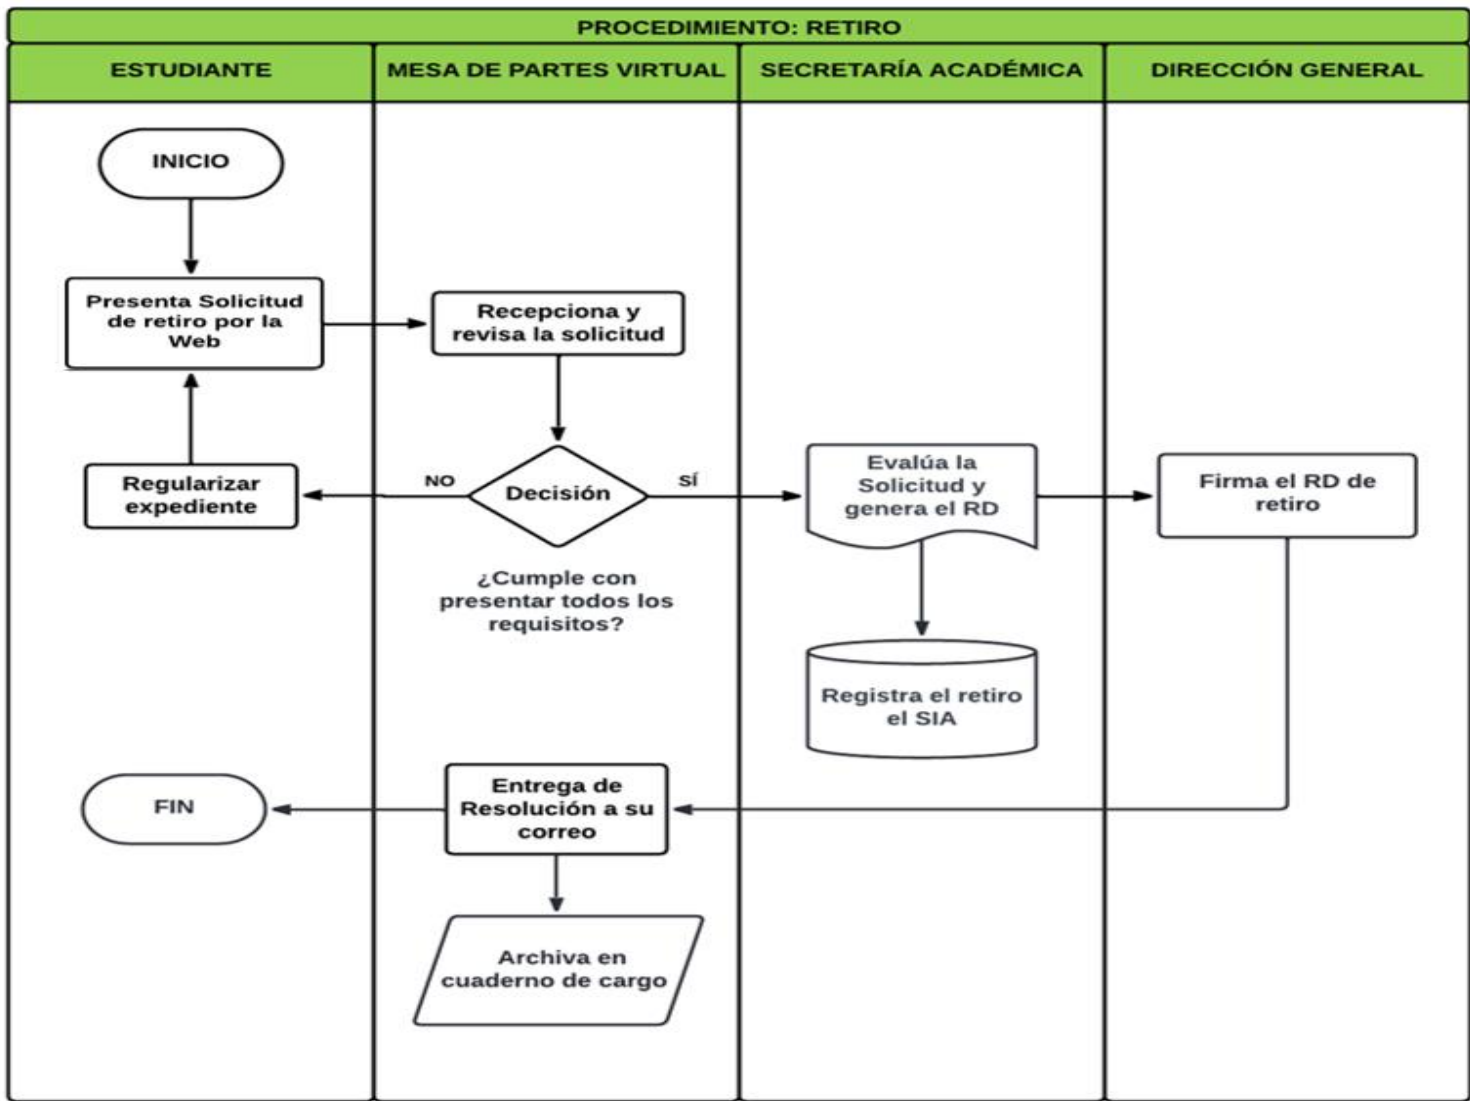 PROCEDIMIENTO: RETIRO
ESTUDIANTE
MESA DE PARTES VIRTUAL
SECRETARÍA ACADÉMICA
DIRECCIÓN GENERAL
INICIO
Presenta Solicitud
de retiro por la
Web
Recepciona y
revisa la solicitud
Regularizar
expediente
NO
Decisión
SÍ
¿Cumple con
presentar todos los
requisitos?
Evalúa la
Solicitud y
genera el RD
Firma el RD de
retiro
Registra el retiro
el SIA
Entrega de
Resolución a su
correo
FIN
Archiva en
cuaderno de cargo